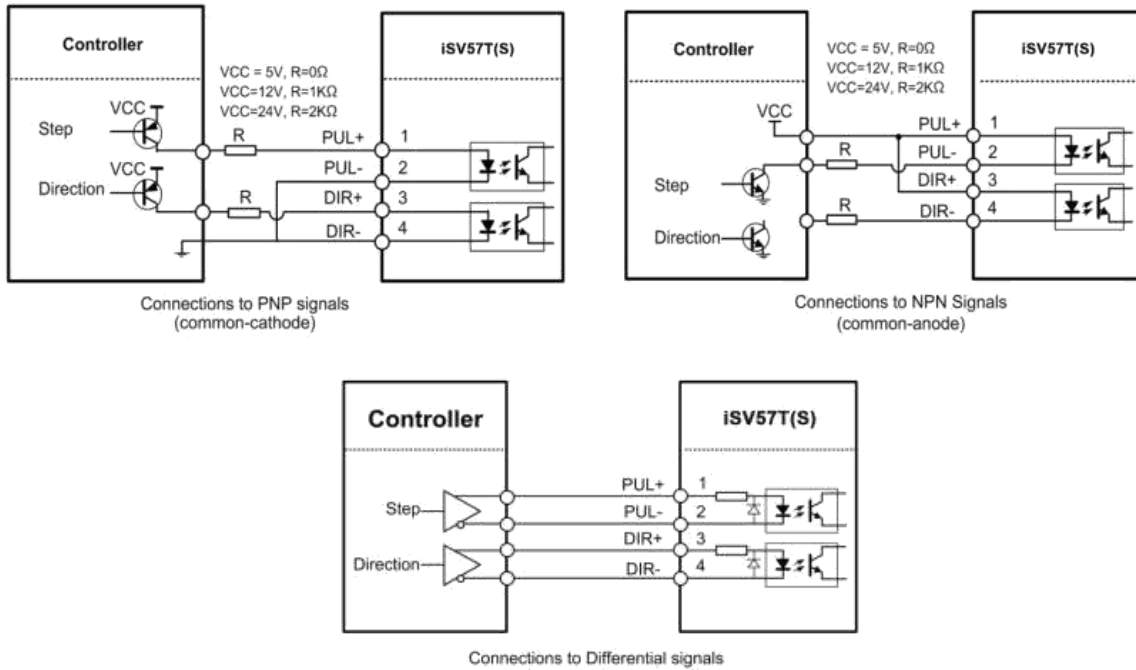 Controller
iSV57T(S)
VCC = 5V, R=0Ω
VCC=12V, R=1KΩ
VCC=24V, R=2KΩ
VCC
Step
R
PUL+
1
VCC
PUL-
2
Direction
R
DIR+
3
DIR-
4
Connections to PNP signals
(common-cathode)
Controller
iSV57T(S)
VCC = 5V, R=0Ω
VCC=12V, R=1KΩ
VCC=24V, R=2KΩ
VCC
PUL+
1
R
PUL-
2
Step
DIR+
3
R
DIR-
4
Direction
Connections to NPN Signals
(common-anode)
Controller
iSV57T(S)
PUL+
1
Step
PUL-
2
DIR+
3
Direction
DIR-
4
Connections to Differential signals